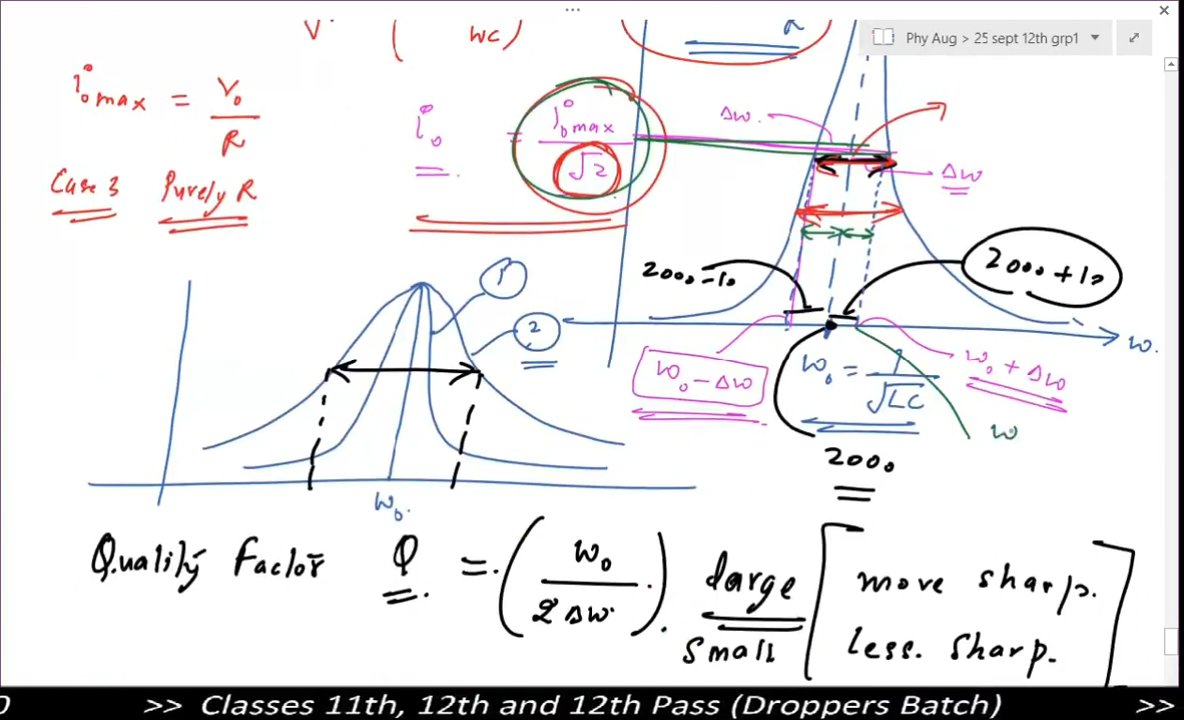 V ( wc)
R
Phy Aug > 25 sept 12th grp1
i₀max = V₀/R
i₀ = i₀max/√2
Δw.
Δw
Case 3 Purely R
2000-10
2000+10
1
2
w.
w₀ - Δw
w₀ = 1/√LC
w₀ + Δw
w
2000
w₀.
Quality Factor Q = (w₀/2Δw). large [more sharp.
small less. sharp.]
>> Classes 11th, 12th and 12th Pass (Droppers Batch) >>